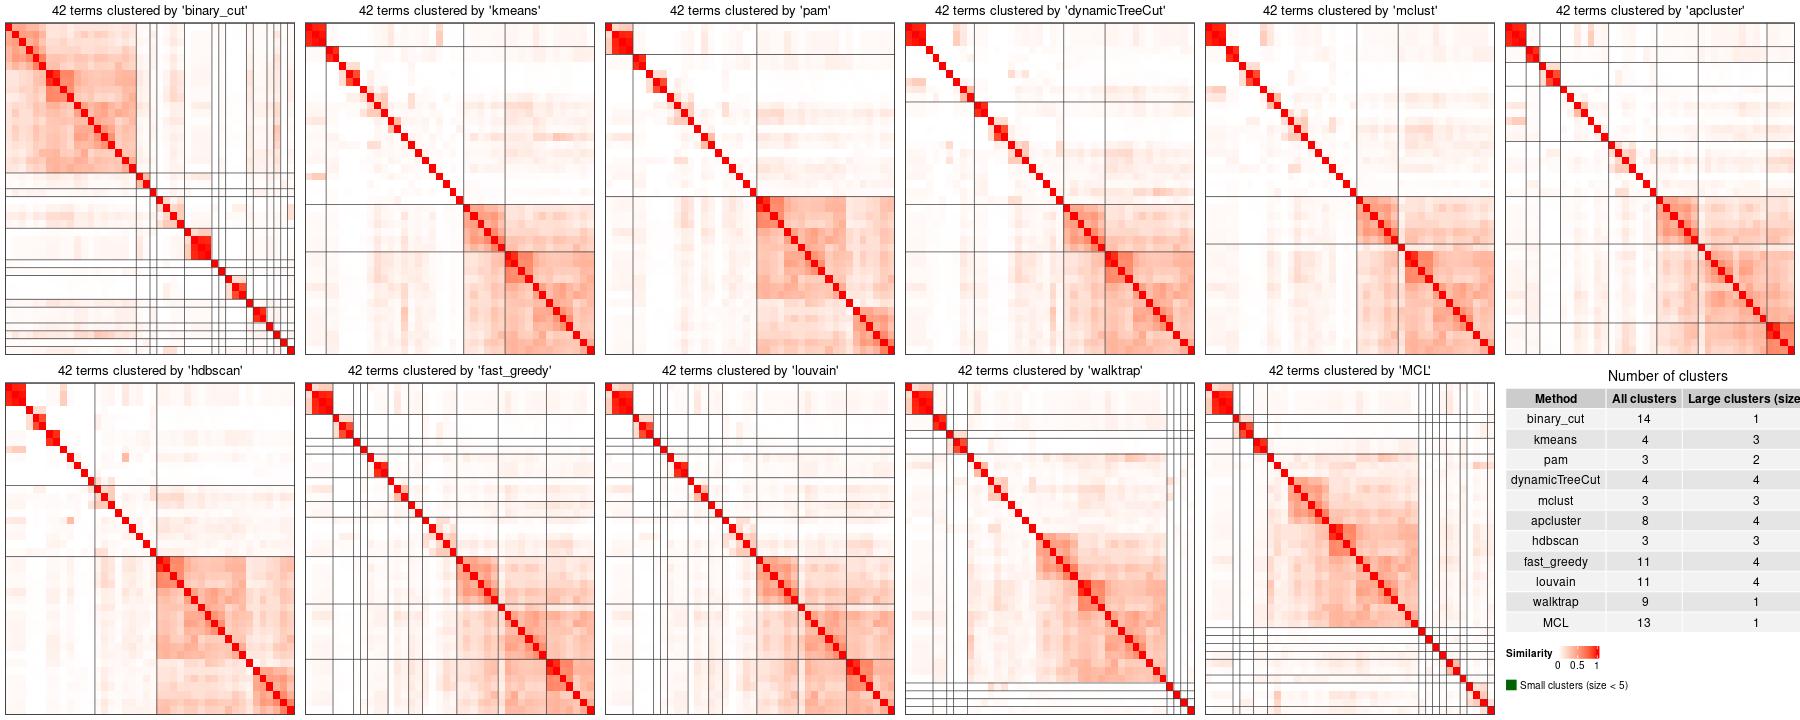 42 terms clustered by 'binary_cut'
42 terms clustered by 'kmeans'
42 terms clustered by 'pam'
42 terms clustered by 'dynamicTreeCut'
42 terms clustered by 'mclust'
42 terms clustered by 'apcluster'
42 terms clustered by 'hdbscan'
42 terms clustered by 'fast_greedy'
42 terms clustered by 'louvain'
42 terms clustered by 'walktrap'
42 terms clustered by 'MCL'
Number of clusters
Method All clusters Large clusters (size
binary_cut 14 1
kmeans 4 3
pam 3 2
dynamicTreeCut 4 4
mclust 3 3
apcluster 8 4
hdbscan 3 3
fast_greedy 11 4
louvain 11 4
walktrap 9 1
MCL 13 1
Similarity
0 0.5 1
Small clusters (size < 5)